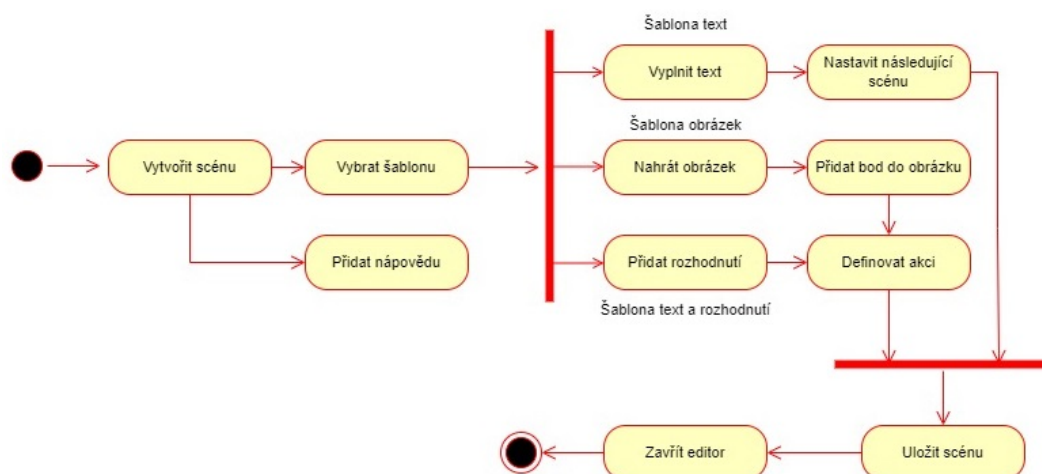 Šablona text
Vyplnit text
Nastavit následující
scénu
Šablona obrázek
Vytvořit scénu
Vybrat šablonu
Nahrát obrázek
Přidat bod do obrázku
Přidat nápovědu
Přidat rozhodnutí
Definovat akci
Šablona text a rozhodnutí
Zavřít editor
Uložit scénu